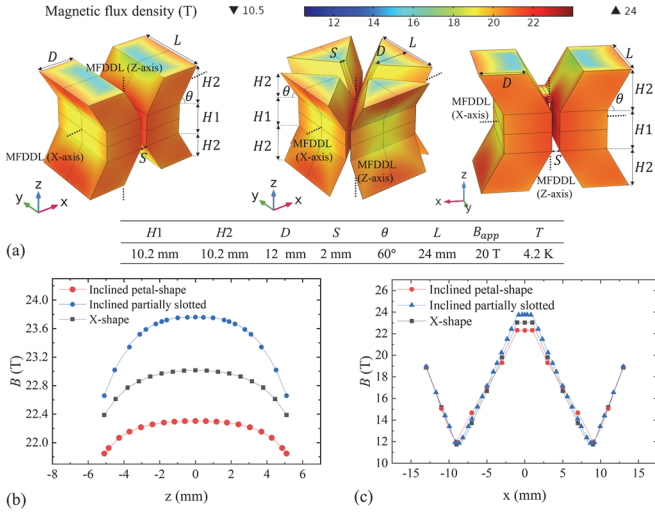 Magnetic flux density (T)
▼ 10.5
12 14 16 18 20 22
▲ 24
(a)
D
L
MFDDL (Z-axis)
H2
θ
H1
H2
MFDDL (X-axis)
S
z
y
x
S
D
L
H2
θ
H1
H2
MFDDL (X-axis)
MFDDL (Z-axis)
z
y
x
L
D
H2
MFDDL (X-axis)
θ
H1
S
H2
MFDDL (Z-axis)
z
x
y
H1 H2 D S θ L B_app T
10.2 mm 10.2 mm 12 mm 2 mm 60° 24 mm 20 T 4.2 K
Inclined petal-shape
Inclined partially slotted
X-shape
24.0
23.4
22.8
22.2
21.6
B (T)
-8 -6 -4 -2 0 2 4 6 8
z (mm)
(b)
Inclined petal-shape
Inclined partially slotted
X-shape
28
26
24
22
20
18
16
14
12
10
B (T)
-15 -10 -5 0 5 10 15
x (mm)
(c)